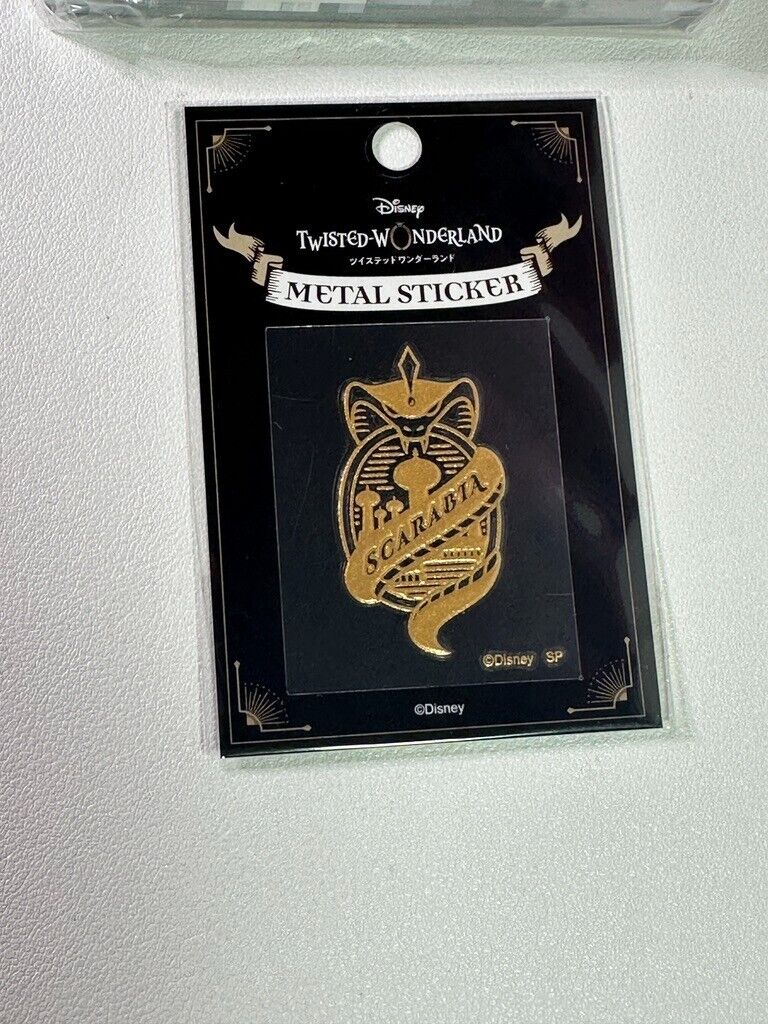 Disney
TWISTED-WONDERLAND
ツイステッドワンダーランド
METAL STICKER
SCARABIA
©Disney SP
©Disney